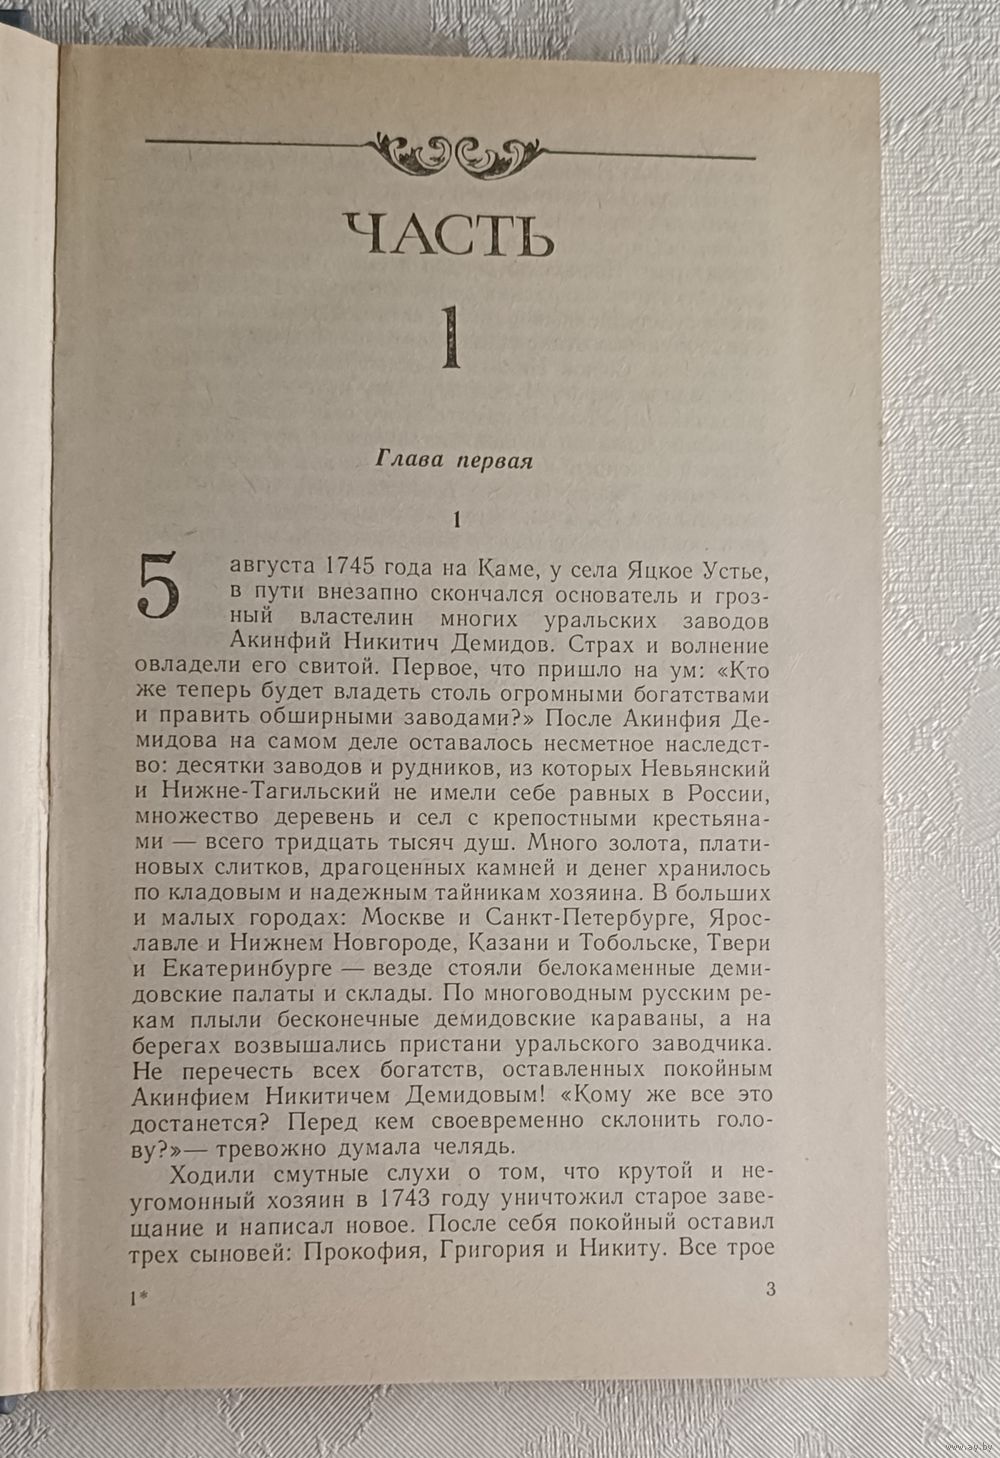 ЧАСТЬ
1
Глава первая
1
5 августа 1745 года на Каме, у села Яцкое Устье,
в пути внезапно скончался основатель и гроз-
ный властелин многих уральских заводов
Акинфий Никитич Демидов. Страх и волнение
овладели его свитой. Первое, что пришло на ум: «Кто
же теперь будет владеть столь огромными богатствами
и править обширными заводами?» После Акинфия Де-
мидова на самом деле оставалось несметное наследст-
во: десятки заводов и рудников, из которых Невьянский
и Нижне-Тагильский не имели себе равных в России,
множество деревень и сел с крепостными крестьяна-
ми — всего тридцать тысяч душ. Много золота, плати-
новых слитков, драгоценных камней и денег хранилось
по кладовым и надежным тайникам хозяина. В больших
и малых городах: Москве и Санкт-Петербурге, Ярос-
лавле и Нижнем Новгороде, Казани и Тобольске, Твери
и Екатеринбурге — везде стояли белокаменные деми-
довские палаты и склады. По многоводным русским ре-
кам плыли бесконечные демидовские караваны, а на
берегах возвышались пристани уральского заводчика.
Не перечесть всех богатств, оставленных покойным
Акинфием Никитичем Демидовым! «Кому же все это
достанется? Перед кем своевременно склонить голо-
ву?»— тревожно думала челядь.
Ходили смутные слухи о том, что крутой и не-
угомонный хозяин в 1743 году уничтожил старое заве-
щание и написал новое. После себя покойный оставил
трех сыновей: Прокофия, Григория и Никиту. Все трое
1*
3
www.ay.by